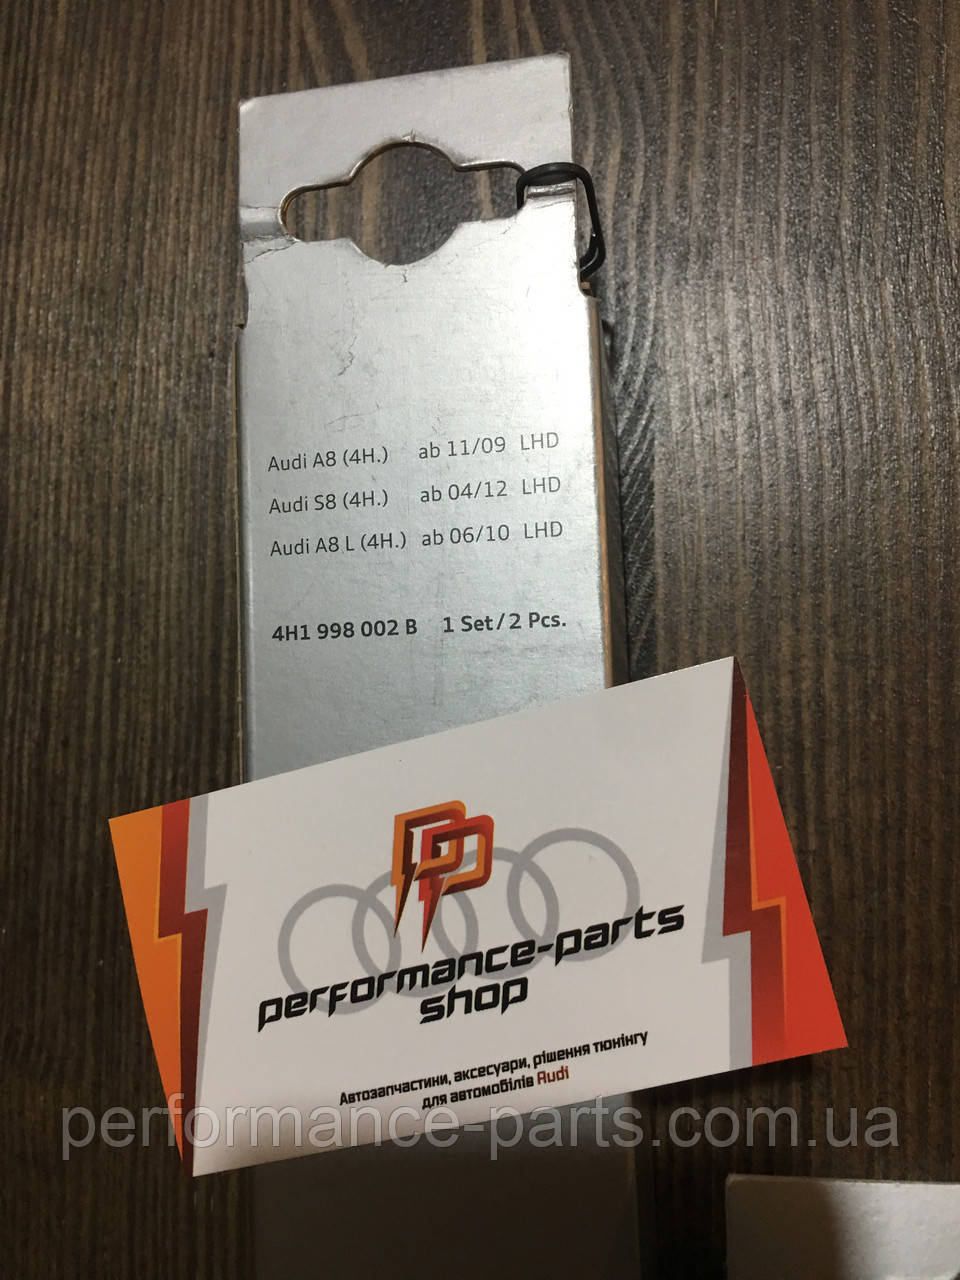 Audi A8 (4H.) ab 11/09 LHD
Audi S8 (4H.) ab 04/12 LHD
Audi A8 L (4H.) ab 06/10 LHD
4H1 998 002 B 1 Set/2 Pcs.
performance-parts
shop
Автозапчастини, аксесуари, рішення тюнінгу
для автомобілів Audi
performance-parts.com.ua